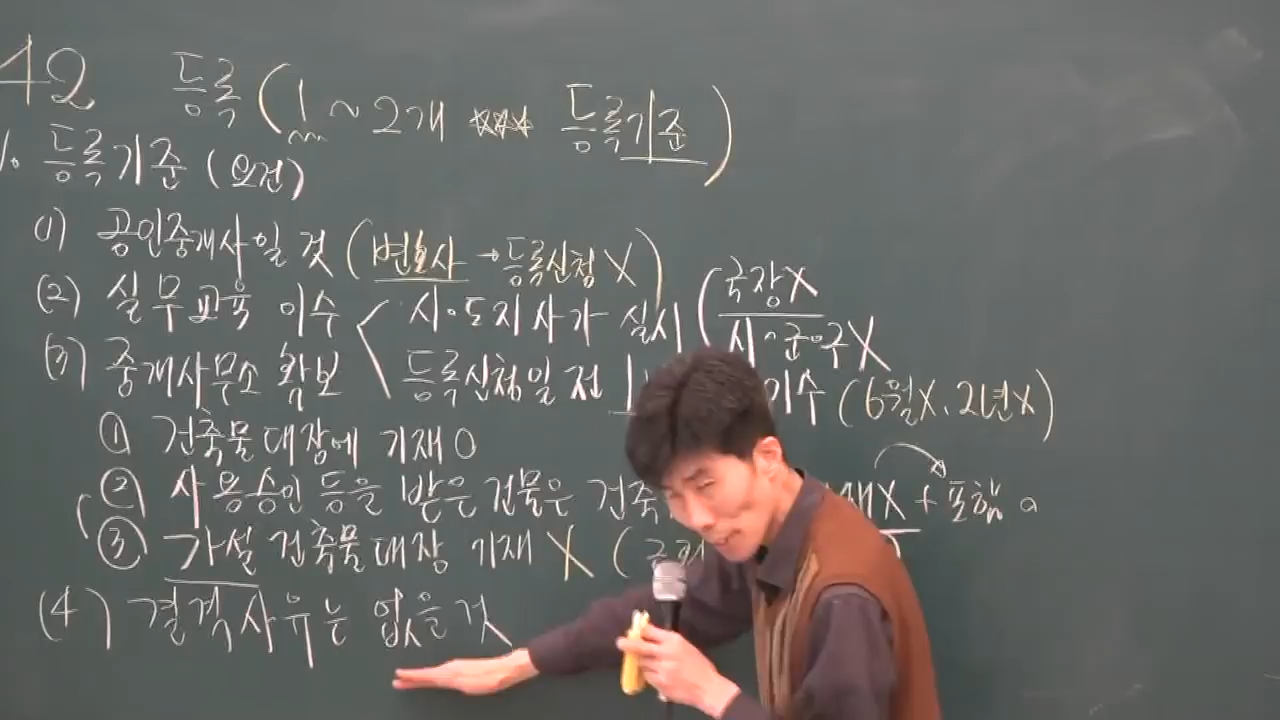 42 등록 (1 ~ 2개 ☆☆☆ 등록기준)
1. 등록기준 (요건)
(1) 공인중개사일 것 (변호사 → 등록신청 X)
(2) 실무교육 이수
시·도지사가 실시 (국장X
시·군·구X
등록신청일 전 이수 (6월X, 2년X)
(3) 중개사무소 확보
① 건축물대장에 기재 O
② 사용승인 등을 받은 건물은 건축 X + 포함 O
③ 가설건축물대장 기재 X (
(4) 결격사유는 없을 것